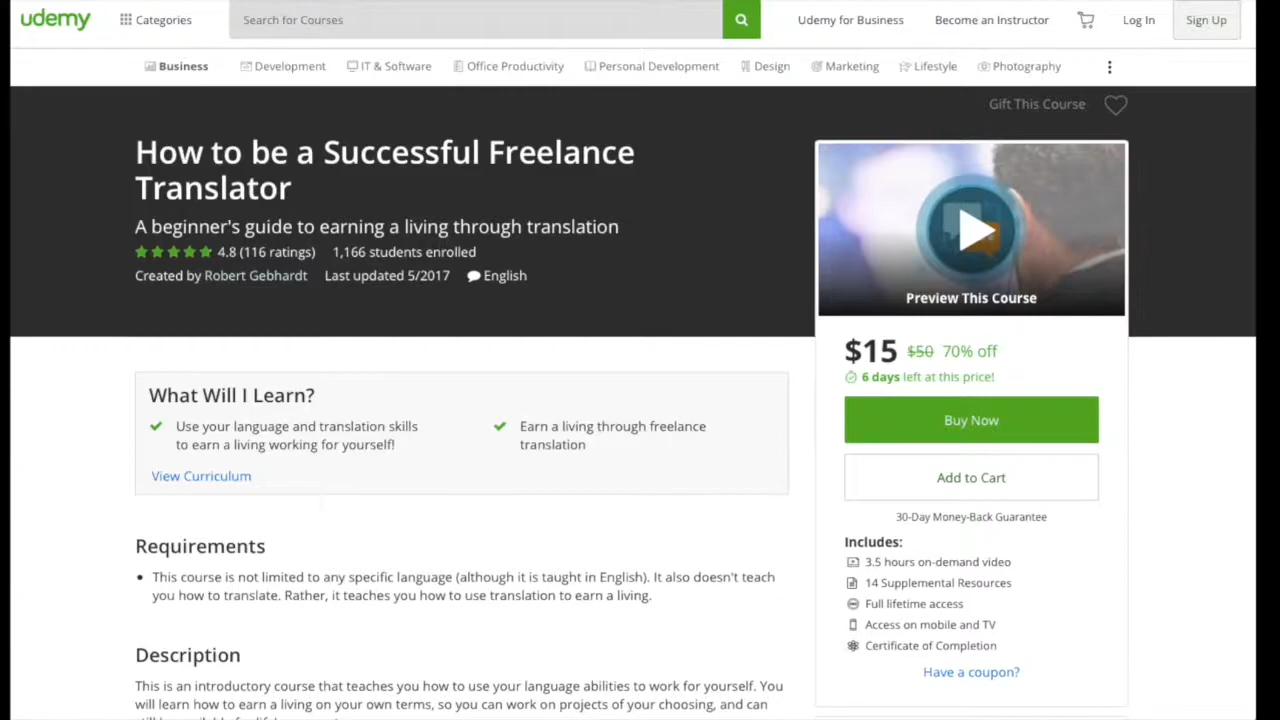 udemy
Categories
Search for Courses
Udemy for Business
Become an Instructor
Log In
Sign Up
Business
Development
IT & Software
Office Productivity
Personal Development
Design
Marketing
Lifestyle
Photography
Gift This Course
How to be a Successful Freelance
Translator
A beginner's guide to earning a living through translation
4.8 (116 ratings) 1,166 students enrolled
Created by Robert Gebhardt Last updated 5/2017 English
Preview This Course
$15 $50 70% off
6 days left at this price!
Buy Now
Add to Cart
30-Day Money-Back Guarantee
Includes:
3.5 hours on-demand video
14 Supplemental Resources
Full lifetime access
Access on mobile and TV
Certificate of Completion
Have a coupon?
What Will I Learn?
Use your language and translation skills
to earn a living working for yourself!
Earn a living through freelance
translation
View Curriculum
Requirements
This course is not limited to any specific language (although it is taught in English). It also doesn't teach
you how to translate. Rather, it teaches you how to use translation to earn a living.
Description
This is an introductory course that teaches you how to use your language abilities to work for yourself. You
will learn how to earn a living on your own terms, so you can work on projects of your choosing, and can